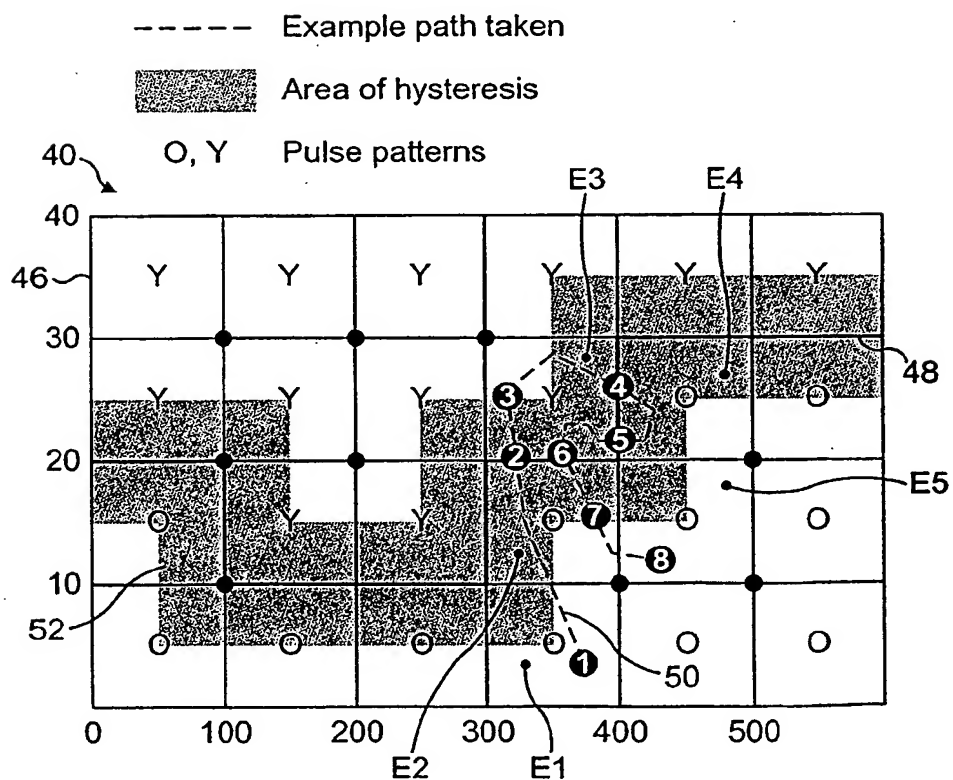 Example path taken
Area of hysteresis
O, Y Pulse patterns
40
E3 E4
40
46 Y Y Y Y Y Y
30
48
Y Y 3 Y 4 O O
20 2 6 5
E5
O Y Y O 7 O O
8
10
52 O O O O 1 O O
50
0 100 200 300 400 500
E2 E1